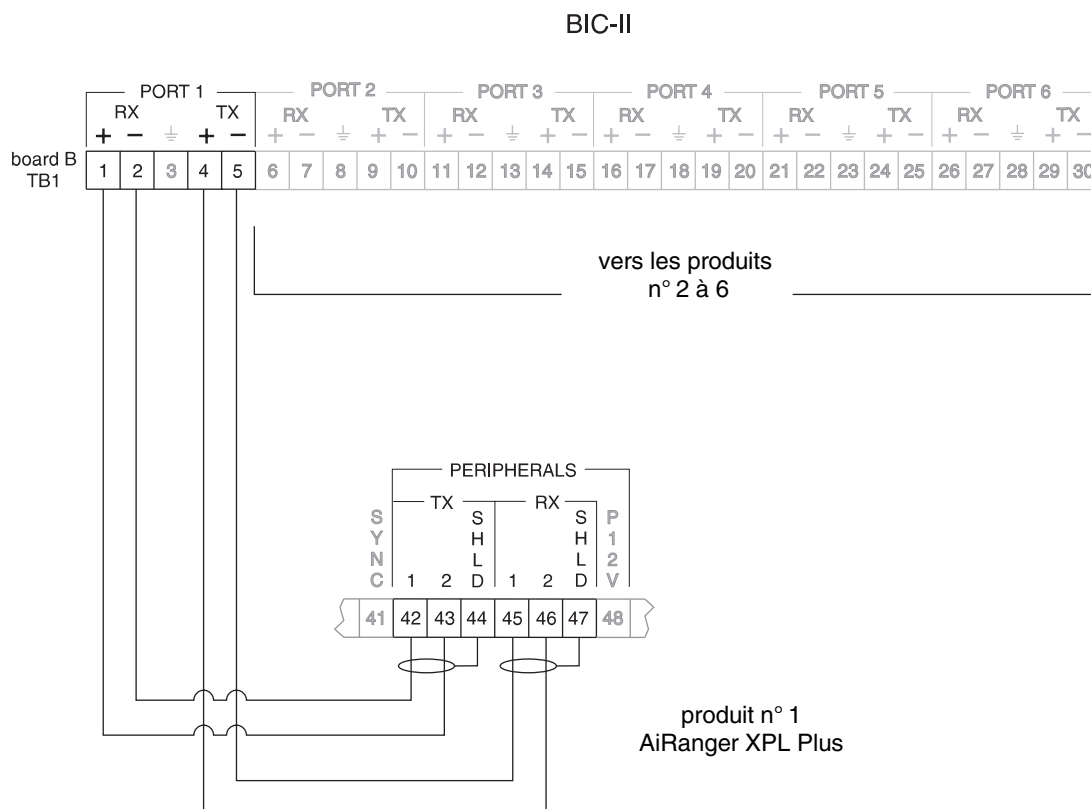 BIC-II
PORT 1 PORT 2 PORT 3 PORT 4 PORT 5 PORT 6
RX TX RX TX RX TX RX TX RX TX RX TX
+ − ⏚ + − + − ⏚ + − + − ⏚ + − + − ⏚ + − + − ⏚ + − + − ⏚ + −
board B
TB1
1 2 3 4 5 6 7 8 9 10 11 12 13 14 15 16 17 18 19 20 21 22 23 24 25 26 27 28 29 30
vers les produits
n° 2 à 6
PERIPHERALS
TX RX
SYNC 1 2 SHLD 1 2 SHLD P12V
41 42 43 44 45 46 47 48
produit n° 1
AiRanger XPL Plus